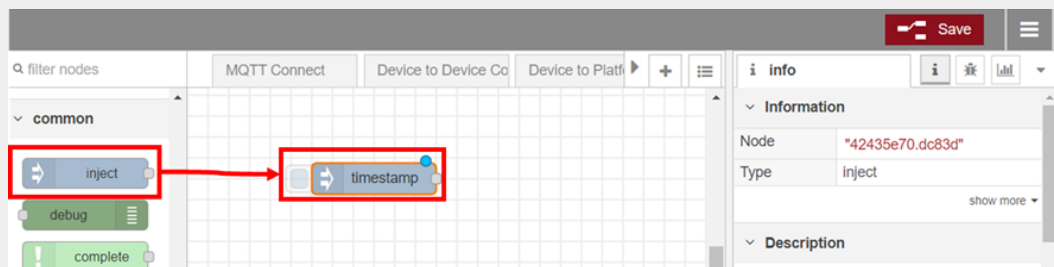 Save
filter nodes
MQTT Connect
Device to Device Co
Device to Platf
i info
i
common
Information
Node "42435e70.dc83d"
inject
timestamp
Type inject
show more
debug
Description
complete